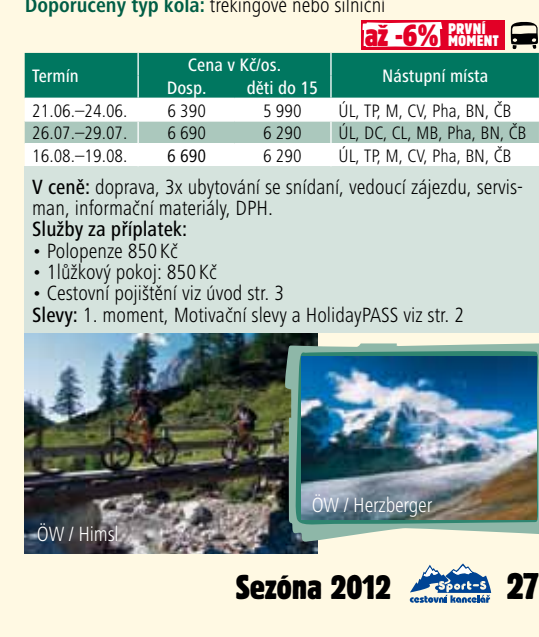 Doporučený typ kola: trekingové nebo silniční
až -6% PRVNÍ MOMENT
Termín Cena v Kč/os. Nástupní místa
Dosp. děti do 15
21.06.–24.06. 6 390 5 990 ÚL, TP, M, CV, Pha, BN, ČB
26.07.–29.07. 6 690 6 290 ÚL, DC, CL, MB, Pha, BN, ČB
16.08.–19.08. 6 690 6 290 ÚL, TP, M, CV, Pha, BN, ČB
V ceně: doprava, 3x ubytování se snídaní, vedoucí zájezdu, servis-
man, informační materiály, DPH.
Služby za příplatek:
• Polopenze 850 Kč
• 1lůžkový pokoj: 850 Kč
• Cestovní pojištění viz úvod str. 3
Slevy: 1. moment, Motivační slevy a HolidayPASS viz str. 2
ÖW / Himsl
ÖW / Herzberger
Sezóna 2012 Sport-S 27
cestovní kancelář